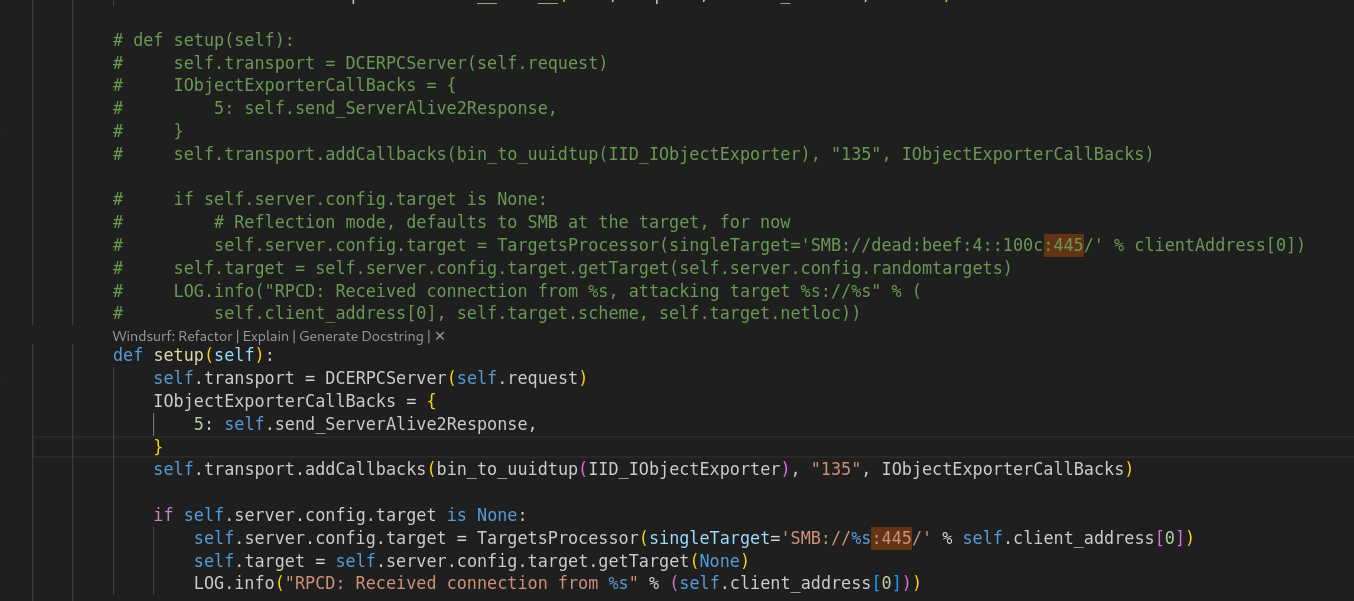 # def setup(self):
#     self.transport = DCERPCServer(self.request)
#     IObjectExporterCallBacks = {
#         5: self.send_ServerAlive2Response,
#     }
#     self.transport.addCallbacks(bin_to_uuidtup(IID_IObjectExporter), "135", IObjectExporterCallBacks)
#     if self.server.config.target is None:
#         # Reflection mode, defaults to SMB at the target, for now
#         self.server.config.target = TargetsProcessor(singleTarget='SMB://dead:beef:4::100c:445/' % clientAddress[0])
#     self.target = self.server.config.target.getTarget(self.server.config.randomtargets)
#     LOG.info("RPCD: Received connection from %s, attacking target %s://%s" % (
#         self.client_address[0], self.target.scheme, self.target.netloc))
Windsurf: Refactor | Explain | Generate Docstring | ✕
def setup(self):
    self.transport = DCERPCServer(self.request)
    IObjectExporterCallBacks = {
        5: self.send_ServerAlive2Response,
    }
    self.transport.addCallbacks(bin_to_uuidtup(IID_IObjectExporter), "135", IObjectExporterCallBacks)
    if self.server.config.target is None:
        self.server.config.target = TargetsProcessor(singleTarget='SMB://%s:445/' % self.client_address[0])
        self.target = self.server.config.target.getTarget(None)
        LOG.info("RPCD: Received connection from %s" % (self.client_address[0]))